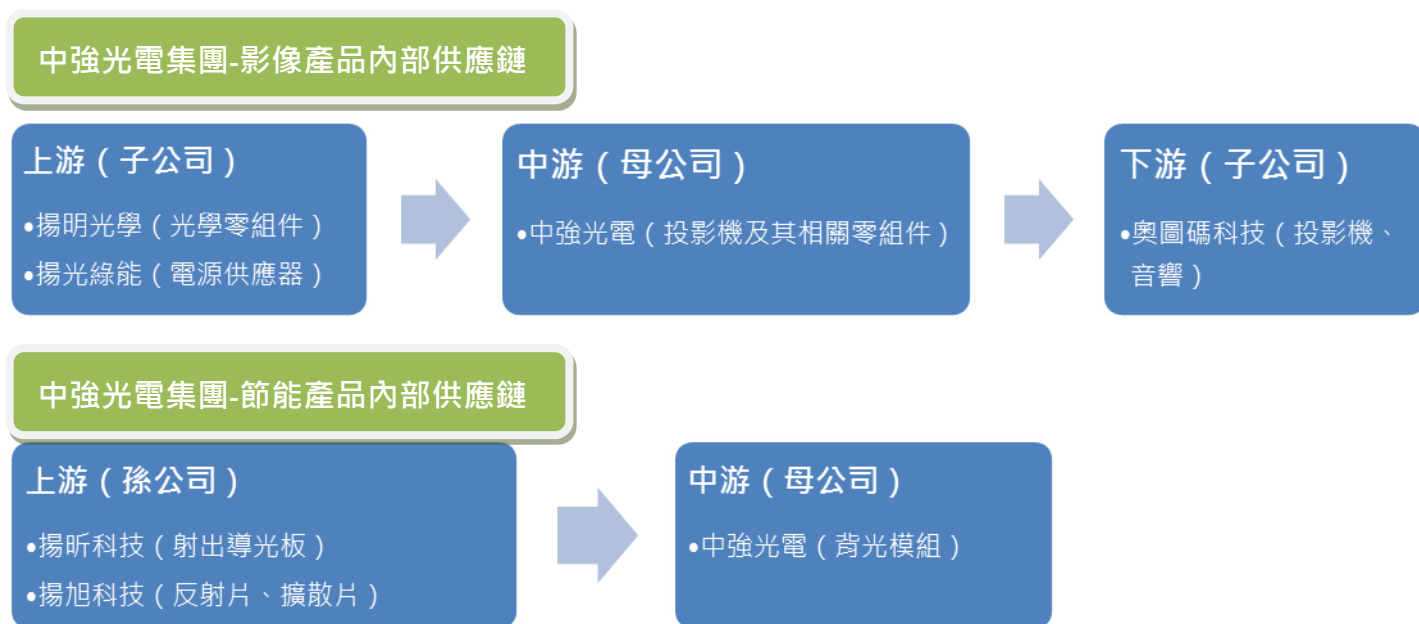 中強光電集團-影像產品內部供應鏈
上游（子公司）
•揚明光學（光學零組件）
•揚光綠能（電源供應器）
中游（母公司）
•中強光電（投影機及其相關零組件）
下游（子公司）
•奧圖碼科技（投影機、
音響）
中強光電集團-節能產品內部供應鏈
上游（孫公司）
•揚昕科技（射出導光板）
•揚旭科技（反射片、擴散片）
中游（母公司）
•中強光電（背光模組）